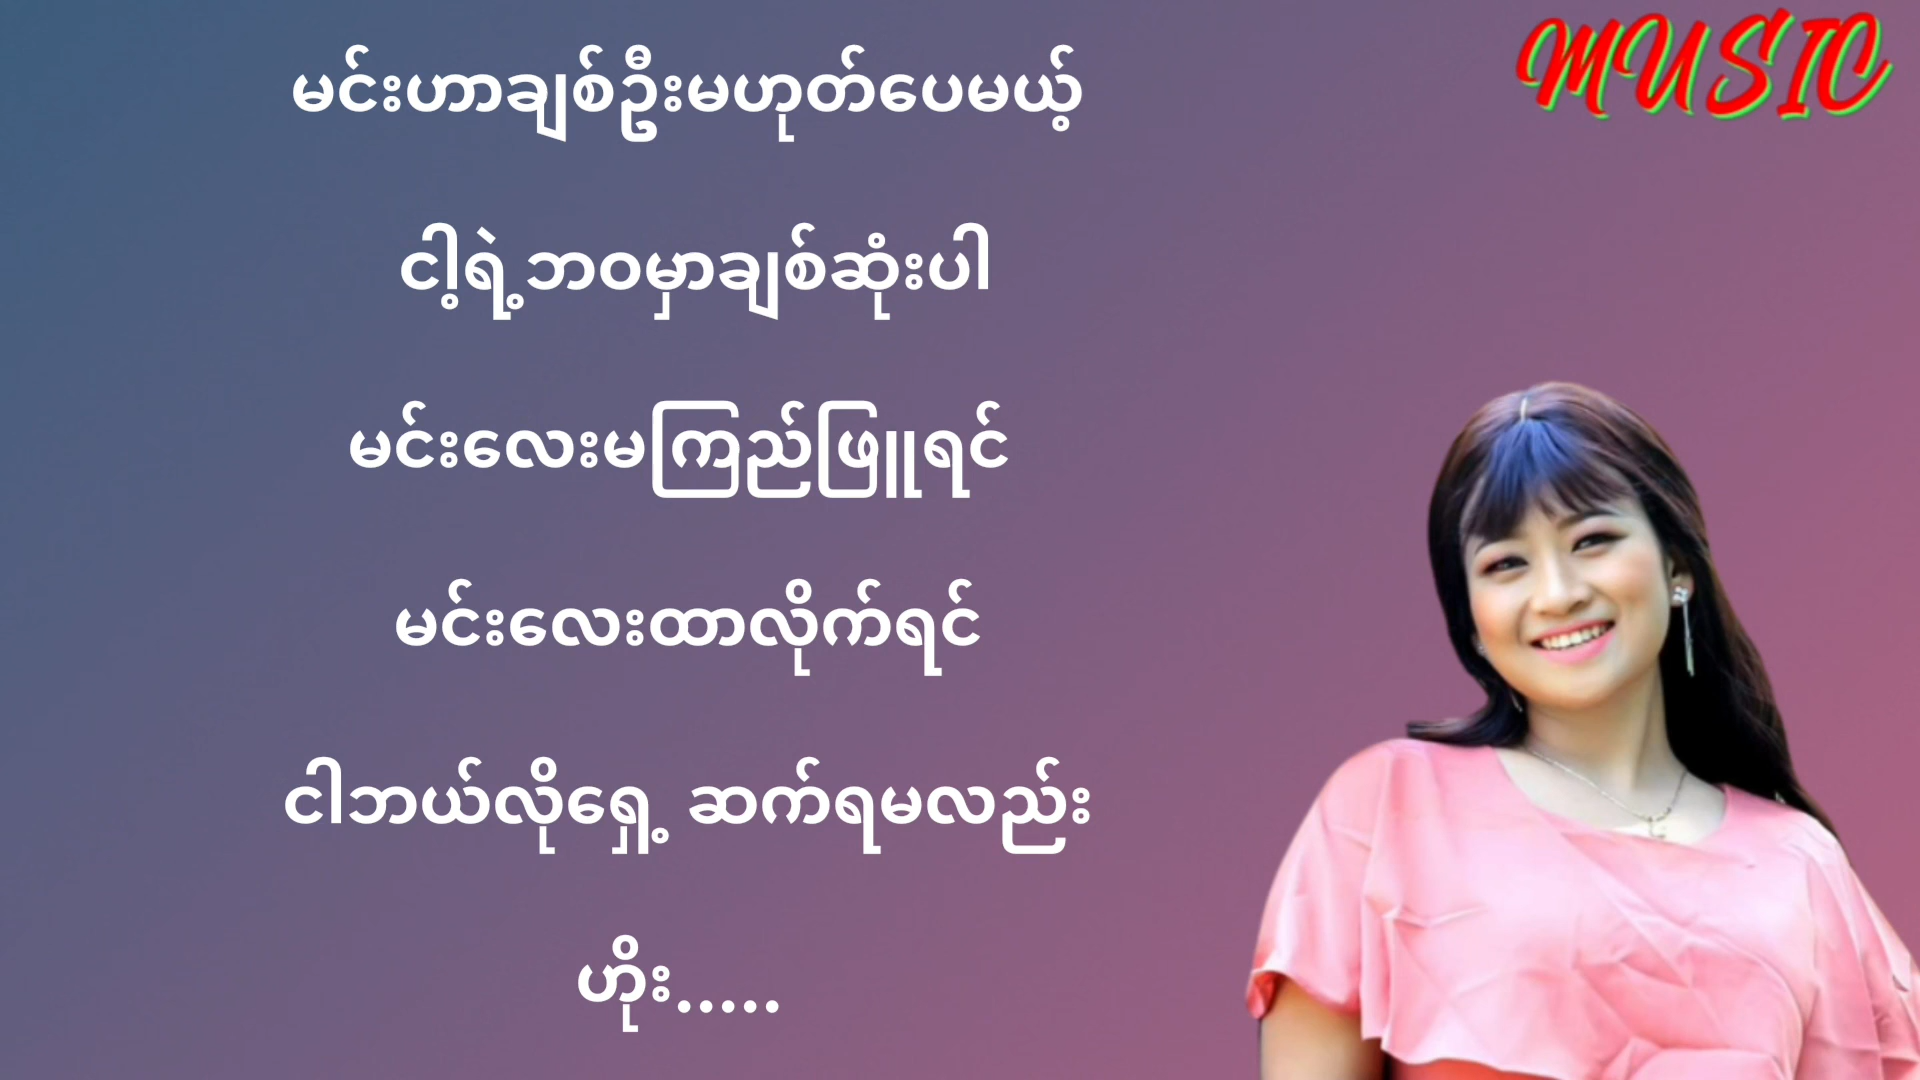 MUSIC
မင်းဟာချစ်ဦးမဟုတ်ပေမယ့်
ငါ့ရဲ့ဘဝမှာချစ်ဆုံးပါ
မင်းလေးမကြည်ဖြူရင်
မင်းလေးထာလိုက်ရင်
ငါဘယ်လိုရှေ့ ဆက်ရမလည်း
ဟိုး.....